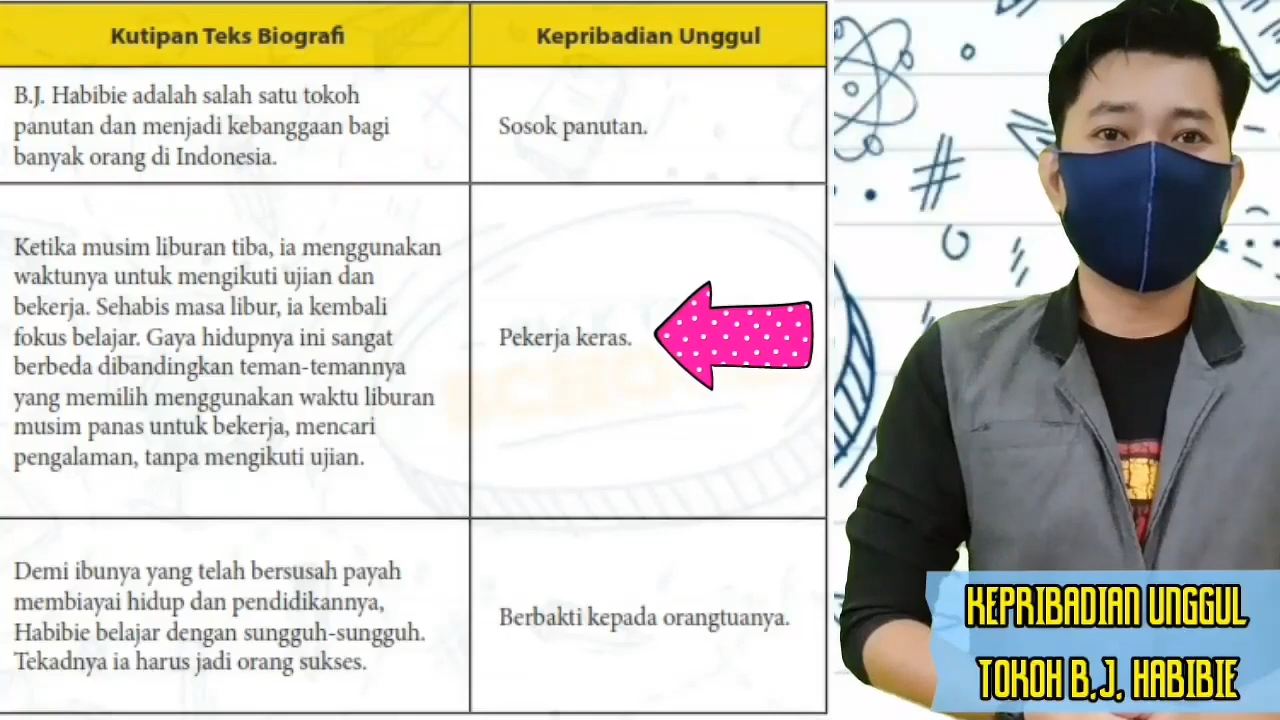 Kutipan Teks Biografi
Kepribadian Unggul
B.J. Habibie adalah salah satu tokoh
panutan dan menjadi kebanggaan bagi
banyak orang di Indonesia.
Sosok panutan.
Ketika musim liburan tiba, ia menggunakan
waktunya untuk mengikuti ujian dan
bekerja. Sehabis masa libur, ia kembali
fokus belajar. Gaya hidupnya ini sangat
berbeda dibandingkan teman-temannya
yang memilih menggunakan waktu liburan
musim panas untuk bekerja, mencari
pengalaman, tanpa mengikuti ujian.
Pekerja keras.
Demi ibunya yang telah bersusah payah
membiayai hidup dan pendidikannya,
Habibie belajar dengan sungguh-sungguh.
Tekadnya ia harus jadi orang sukses.
Berbakti kepada orangtuanya.
KEPRIBADIAN UNGGUL
TOKOH B.J. HABIBIE